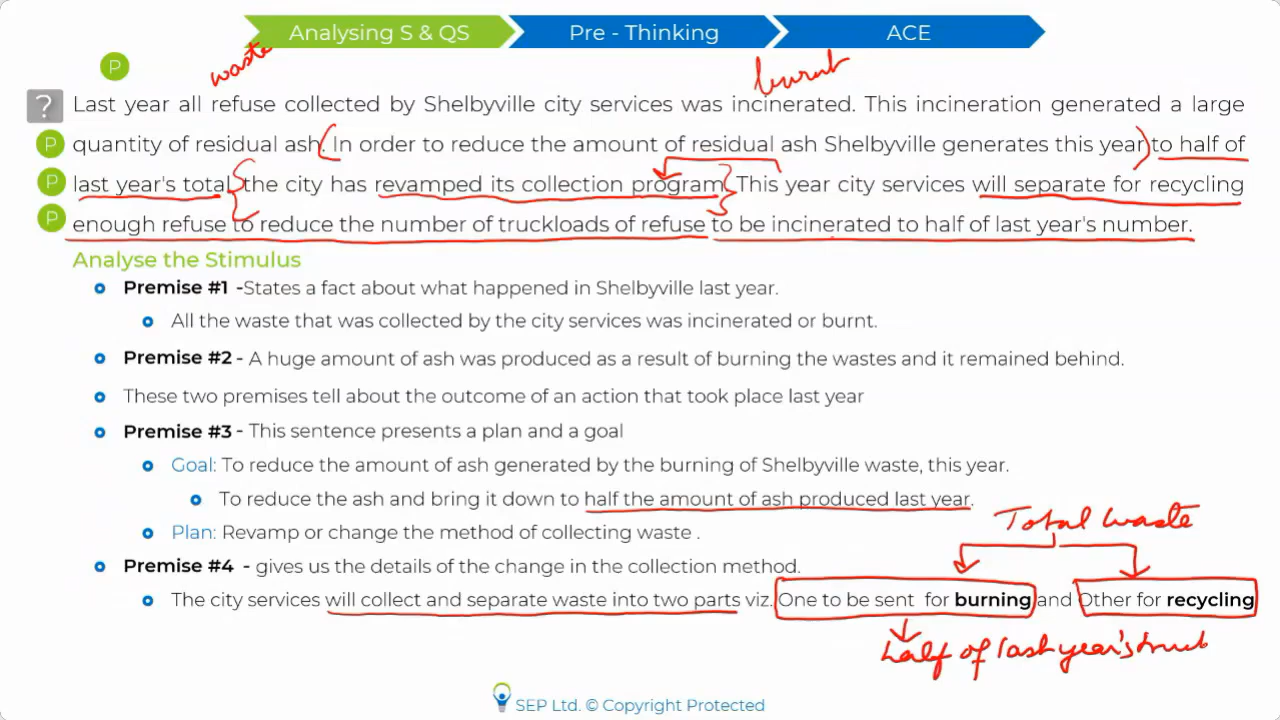 Analysing S & QS
Pre - Thinking
ACE
P
waste
burnt
?
Last year all refuse collected by Shelbyville city services was incinerated. This incineration generated a large
P
quantity of residual ash. In order to reduce the amount of residual ash Shelbyville generates this year to half of
P
last year's total, the city has revamped its collection program. This year city services will separate for recycling
P
enough refuse to reduce the number of truckloads of refuse to be incinerated to half of last year's number.
Analyse the Stimulus
Premise #1 -States a fact about what happened in Shelbyville last year.
All the waste that was collected by the city services was incinerated or burnt.
Premise #2 - A huge amount of ash was produced as a result of burning the wastes and it remained behind.
These two premises tell about the outcome of an action that took place last year
Premise #3 - This sentence presents a plan and a goal
Goal: To reduce the amount of ash generated by the burning of Shelbyville waste, this year.
To reduce the ash and bring it down to half the amount of ash produced last year.
Plan: Revamp or change the method of collecting waste .
Total waste
Premise #4 - gives us the details of the change in the collection method.
The city services will collect and separate waste into two parts viz. One to be sent for burning and Other for recycling
half of last year's truck
SEP Ltd. © Copyright Protected